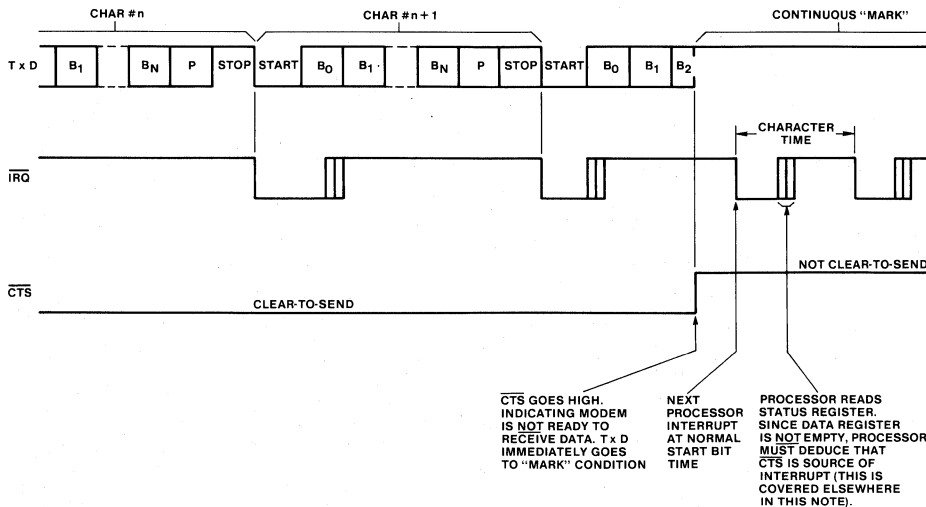 CHAR #n
CHAR #n+1
CONTINUOUS "MARK"
TxD B1 BN P STOP START B0 B1 BN P STOP START B0 B1 B2
CHARACTER
TIME
IRQ
NOT CLEAR-TO-SEND
CTS
CLEAR-TO-SEND
CTS GOES HIGH.
INDICATING MODEM
IS NOT READY TO
RECEIVE DATA. TxD
IMMEDIATELY GOES
TO "MARK" CONDITION
NEXT
PROCESSOR
INTERRUPT
AT NORMAL
START BIT
TIME
PROCESSOR READS
STATUS REGISTER.
SINCE DATA REGISTER
IS NOT EMPTY, PROCESSOR
MUST DEDUCE THAT
CTS IS SOURCE OF
INTERRUPT (THIS IS
COVERED ELSEWHERE
IN THIS NOTE).